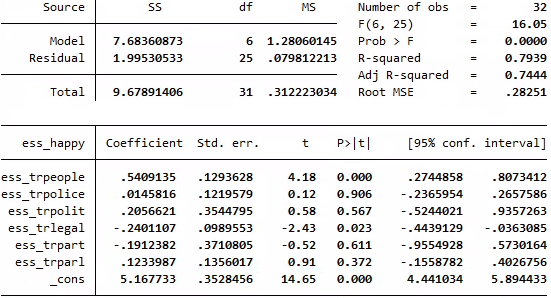 Source SS df MS Number of obs = 32
F(6, 25) = 16.05
Model 7.68360873 6 1.28060145 Prob > F = 0.0000
Residual 1.99530533 25 .079812213 R-squared = 0.7939
Adj R-squared = 0.7444
Total 9.67891406 31 .312223034 Root MSE = .28251
ess_happy Coefficient Std. err. t P>|t| [95% conf. interval]
ess_trpeople .5409135 .1293628 4.18 0.000 .2744858 .8073412
ess_trpolice .0145816 .1219579 0.12 0.906 -.2365954 .2657586
ess_trpolit .2056621 .3544795 0.58 0.567 -.5244021 .9357263
ess_trlegal -.2401107 .0989553 -2.43 0.023 -.4439129 -.0363085
ess_trpart -.1912382 .3710805 -0.52 0.611 -.9554928 .5730164
ess_trparl .1233987 .1356017 0.91 0.372 -.1558782 .4026756
_cons 5.167733 .3528456 14.65 0.000 4.441034 5.894433